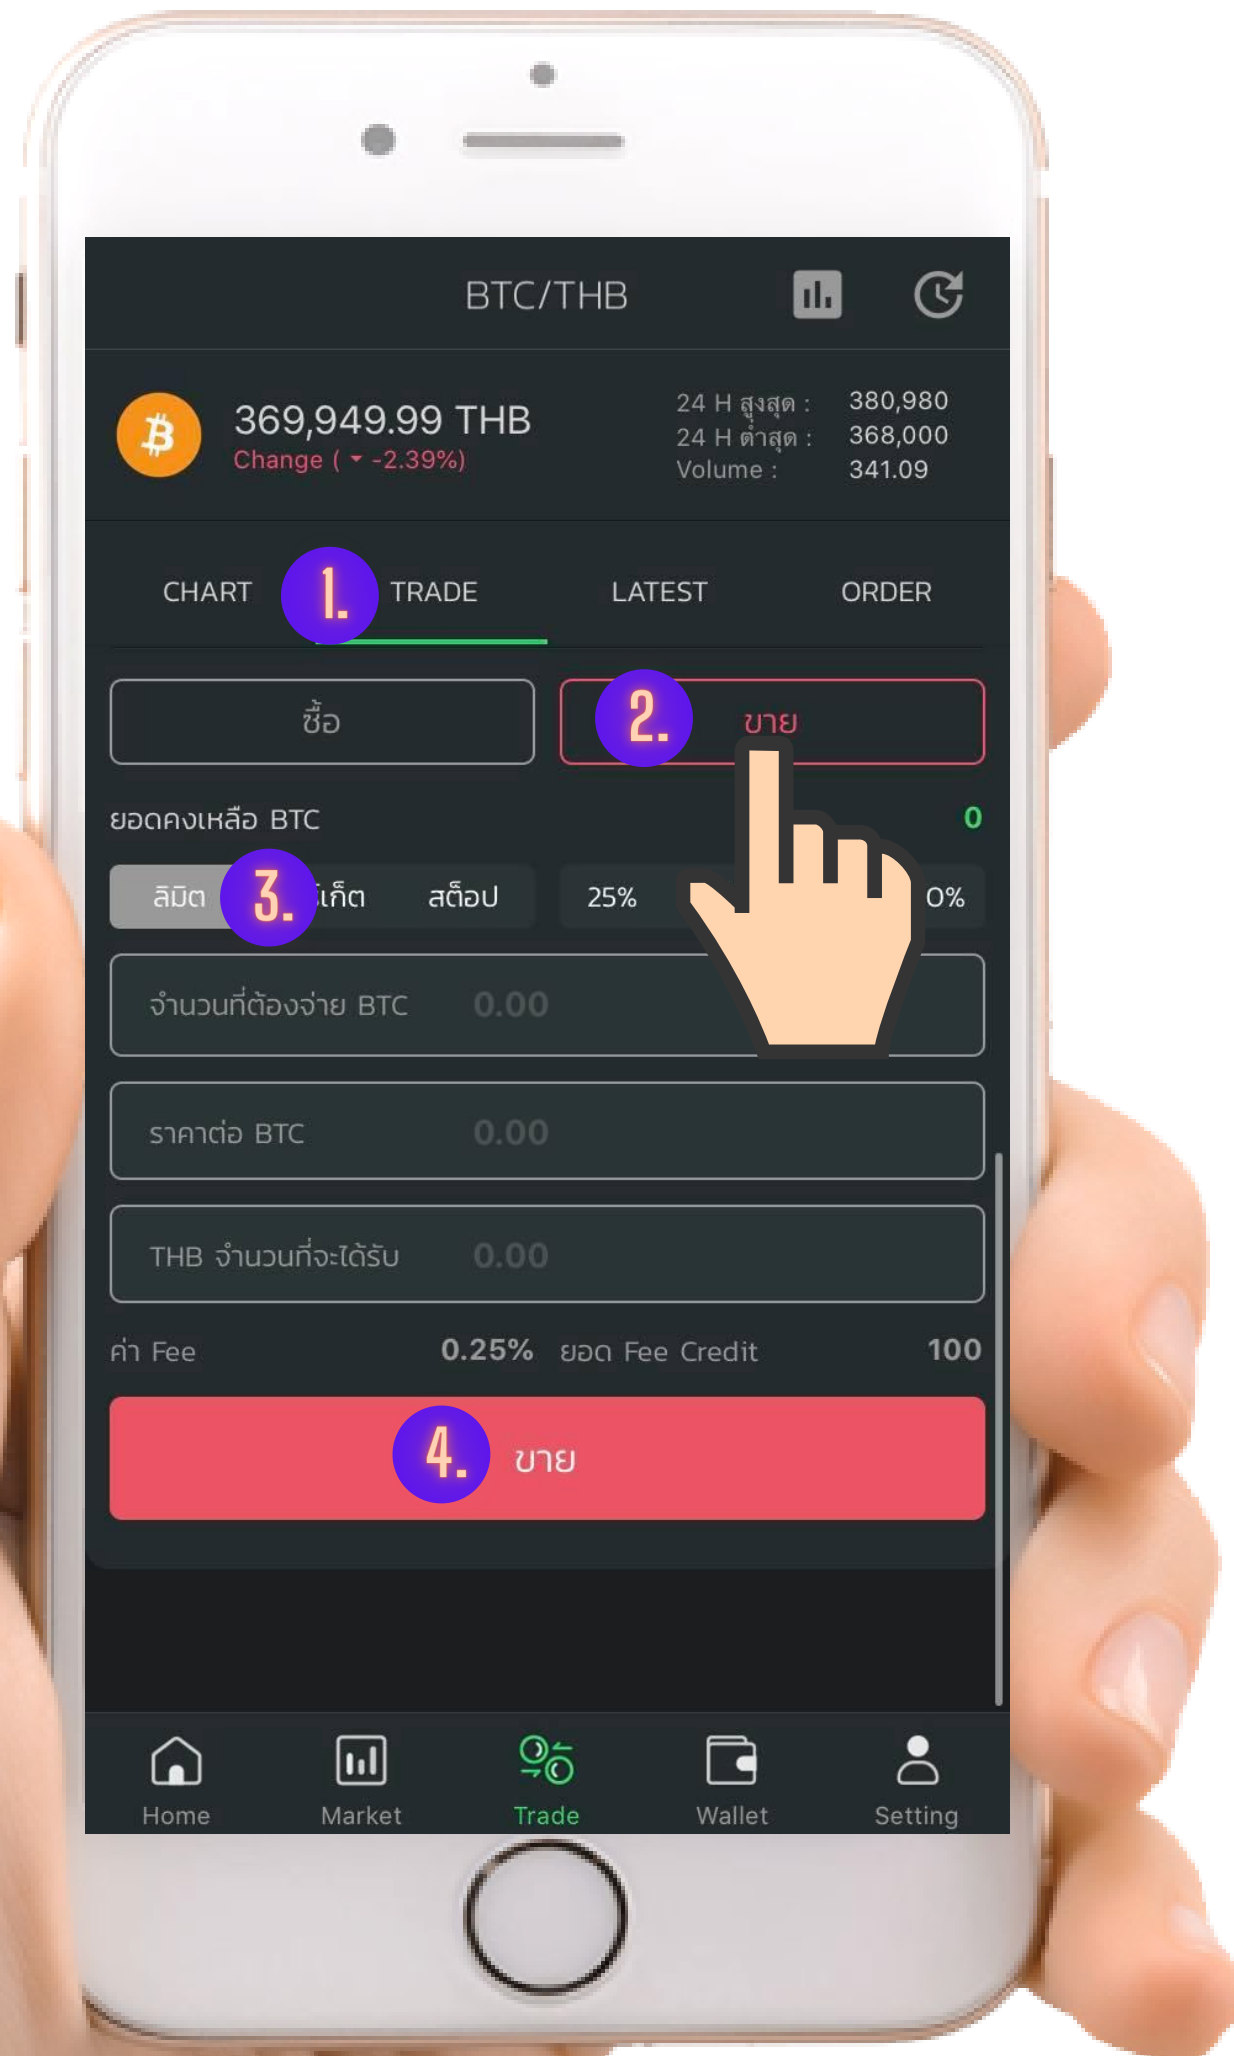 BTC/THB
369,949.99 THB
Change ( -2.39%)
24 H สูงสุด : 380,980
24 H ต่ำสุด : 368,000
Volume : 341.09
CHART 1. TRADE LATEST ORDER
ซื้อ 2. ขาย
ยอดคงเหลือ BTC 0
ลิมิต 3. เก็ต สต็อป 25% 0%
จำนวนที่ต้องจ่าย BTC 0.00
ราคาต่อ BTC 0.00
THB จำนวนที่จะได้รับ 0.00
ค่า Fee 0.25% ยอด Fee Credit 100
4. ขาย
Home Market Trade Wallet Setting